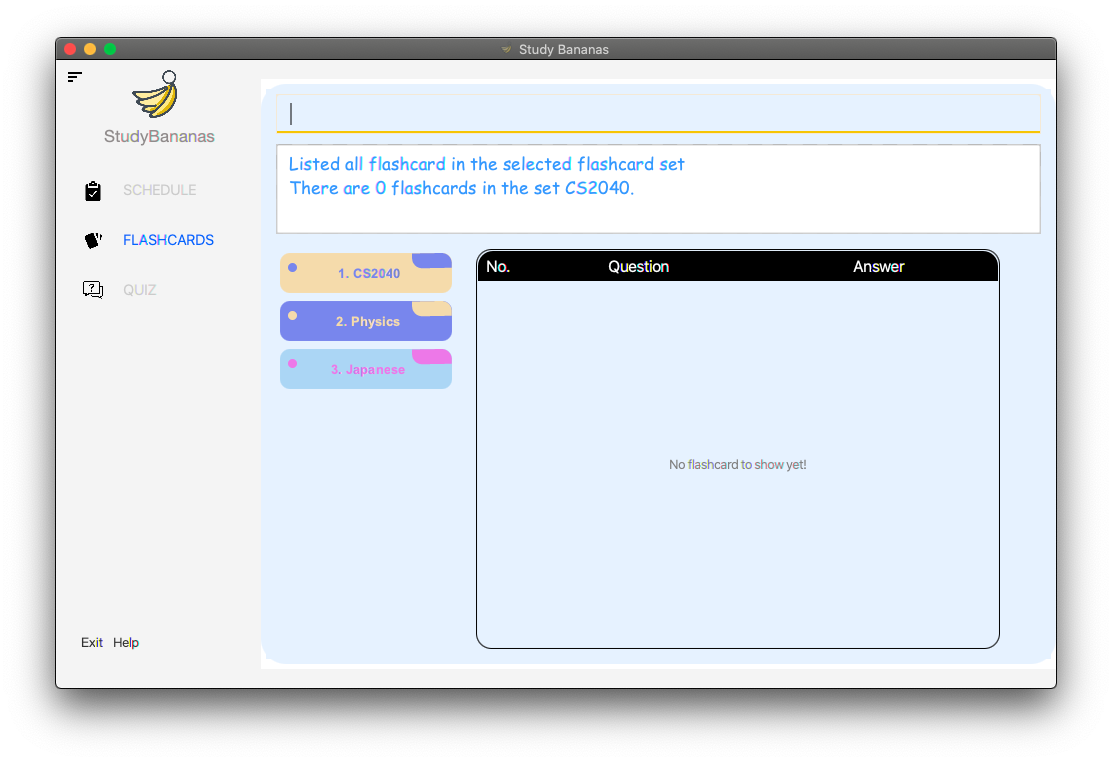 Study Bananas
StudyBananas
SCHEDULE
FLASHCARDS
QUIZ
Exit Help
Listed all flashcard in the selected flashcard set
There are 0 flashcards in the set CS2040.
1. CS2040
2. Physics
3. Japanese
No. Question Answer
No flashcard to show yet!